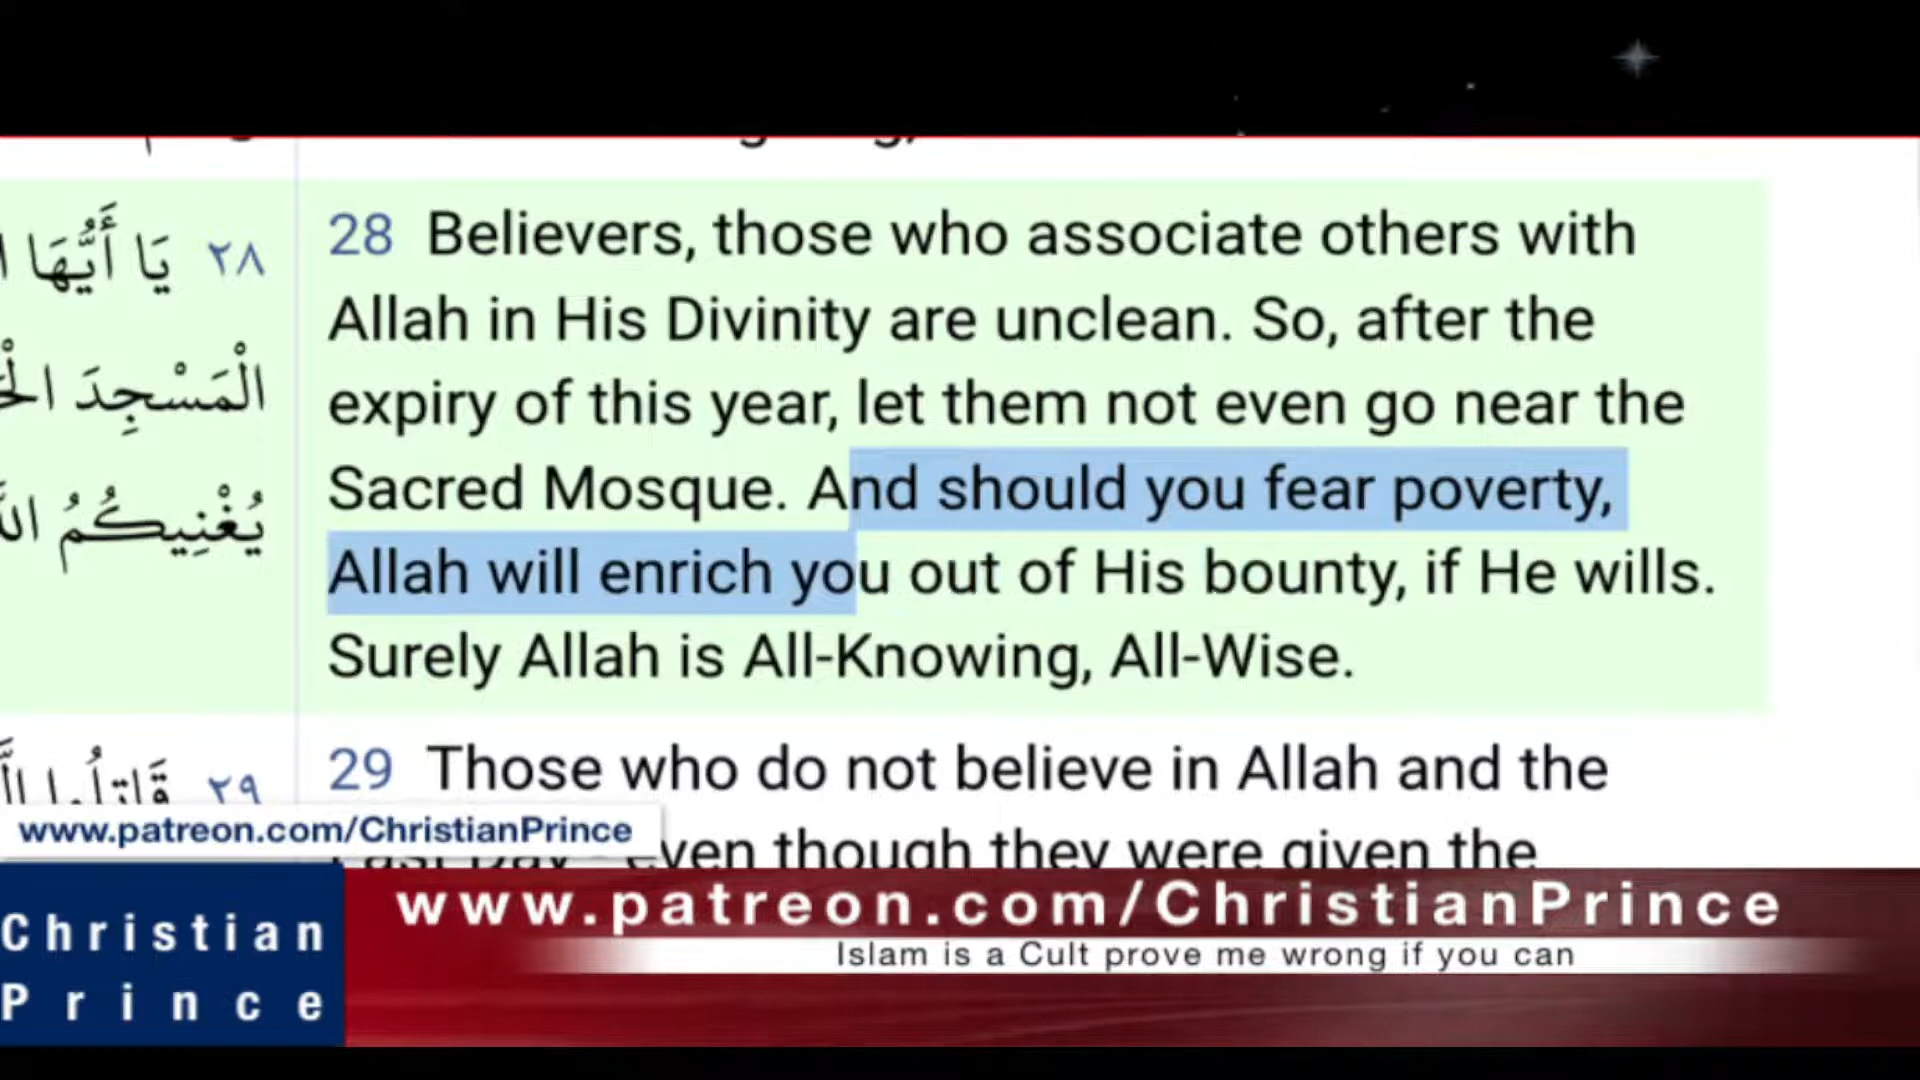 28 Believers, those who associate others with
Allah in His Divinity are unclean. So, after the
expiry of this year, let them not even go near the
Sacred Mosque. And should you fear poverty,
Allah will enrich you out of His bounty, if He wills.
Surely Allah is All-Knowing, All-Wise.
٢٨ يَا أَيُّهَا
الْمَسْجِدَ
يُغْنِيكُمُ
29 Those who do not believe in Allah and the
Last Day - even though they were given the
٢٩
www.patreon.com/ChristianPrince
Christian
Prince
www.patreon.com/ChristianPrince
Islam is a Cult prove me wrong if you can